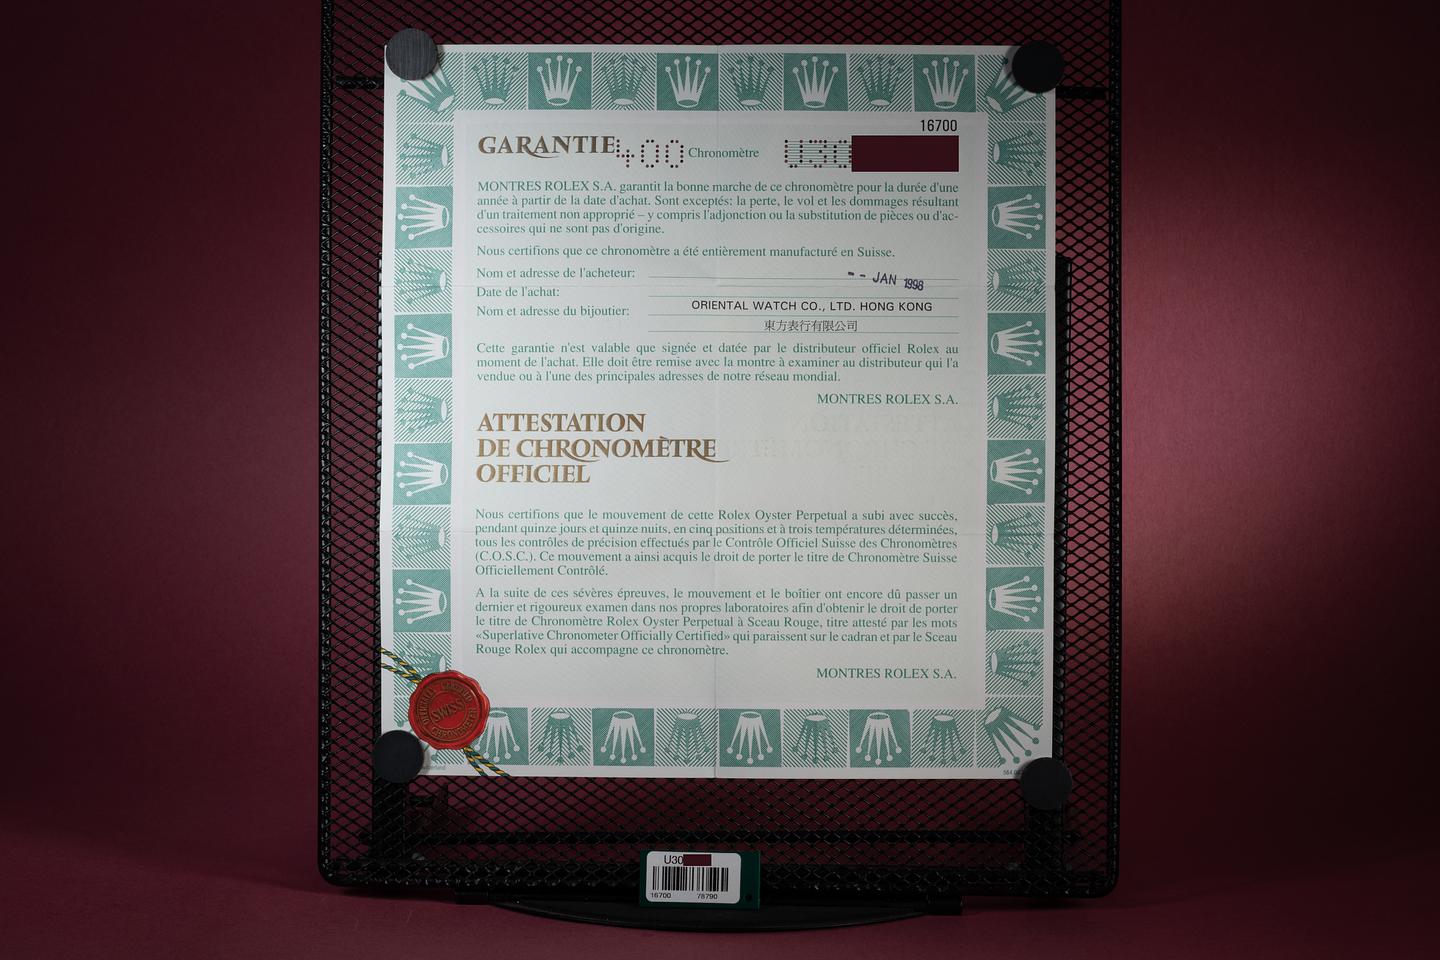 16700
GARANTIE 400 Chronomètre U30
MONTRES ROLEX S.A. garantit la bonne marche de ce chronomètre pour la durée d'une
année à partir de la date d'achat. Sont exceptés: la perte, le vol et les dommages résultant
d'un traitement non approprié – y compris l'adjonction ou la substitution de pièces ou d'ac-
cessoires qui ne sont pas d'origine.
Nous certifions que ce chronomètre a été entièrement manufacturé en Suisse.
Nom et adresse de l'acheteur:
-- JAN 1998
Date de l'achat:
Nom et adresse du bijoutier: ORIENTAL WATCH CO., LTD. HONG KONG
東方表行有限公司
Cette garantie n'est valable que signée et datée par le distributeur officiel Rolex au
moment de l'achat. Elle doit être remise avec la montre à examiner au distributeur qui l'a
vendue ou à l'une des principales adresses de notre réseau mondial.
MONTRES ROLEX S.A.
ATTESTATION
DE CHRONOMÈTRE
OFFICIEL
Nous certifions que le mouvement de cette Rolex Oyster Perpetual a subi avec succès,
pendant quinze jours et quinze nuits, en cinq positions et à trois températures déterminées,
tous les contrôles de précision effectués par le Contrôle Officiel Suisse des Chronomètres
(C.O.S.C.). Ce mouvement a ainsi acquis le droit de porter le titre de Chronomètre Suisse
Officiellement Contrôlé.
A la suite de ces sévères épreuves, le mouvement et le boîtier ont encore dû passer un
dernier et rigoureux examen dans nos propres laboratoires afin d'obtenir le droit de porter
le titre de Chronomètre Rolex Oyster Perpetual à Sceau Rouge, titre attesté par les mots
«Superlative Chronometer Officially Certified» qui paraissent sur le cadran et par le Sceau
Rouge Rolex qui accompagne ce chronomètre.
MONTRES ROLEX S.A.
SWISS
CHRONOMETER
U30
16700 78790